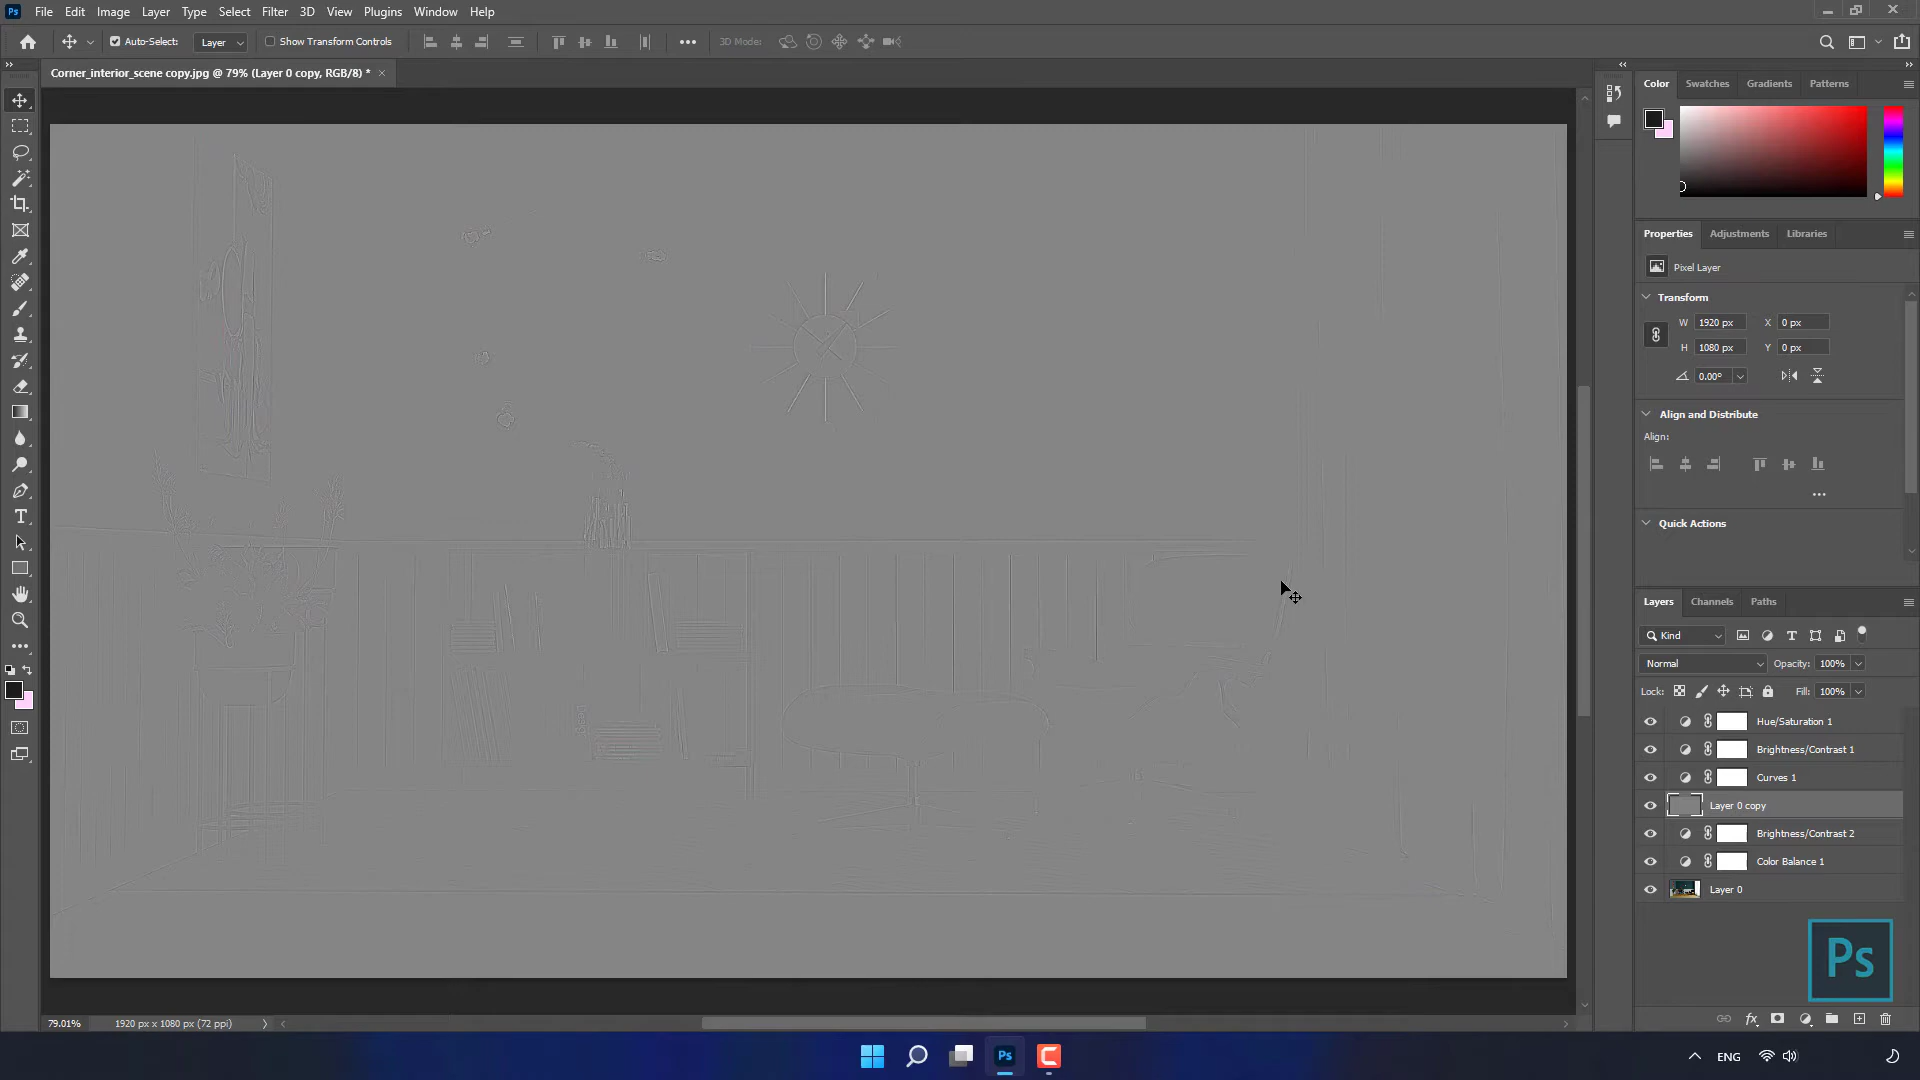 Ps File Edit Image Layer Type Select Filter 3D View Plugins Window Help
Auto-Select: Layer Show Transform Controls 3D Mode:
Corner_interior_scene copy.jpg @ 79% (Layer 0 copy, RGB/8) *
Color Swatches Gradients Patterns
Properties Adjustments Libraries
Pixel Layer
Transform
W 1920 px X 0 px
H 1080 px Y 0 px
0.00°
Align and Distribute
Align:
Quick Actions
Layers Channels Paths
Kind
Normal Opacity: 100%
Lock: Fill: 100%
Hue/Saturation 1
Brightness/Contrast 1
Curves 1
Layer 0 copy
Brightness/Contrast 2
Color Balance 1
Layer 0
Ps
fx
79.01% 1920 px x 1080 px (72 ppi)
Ps ENG